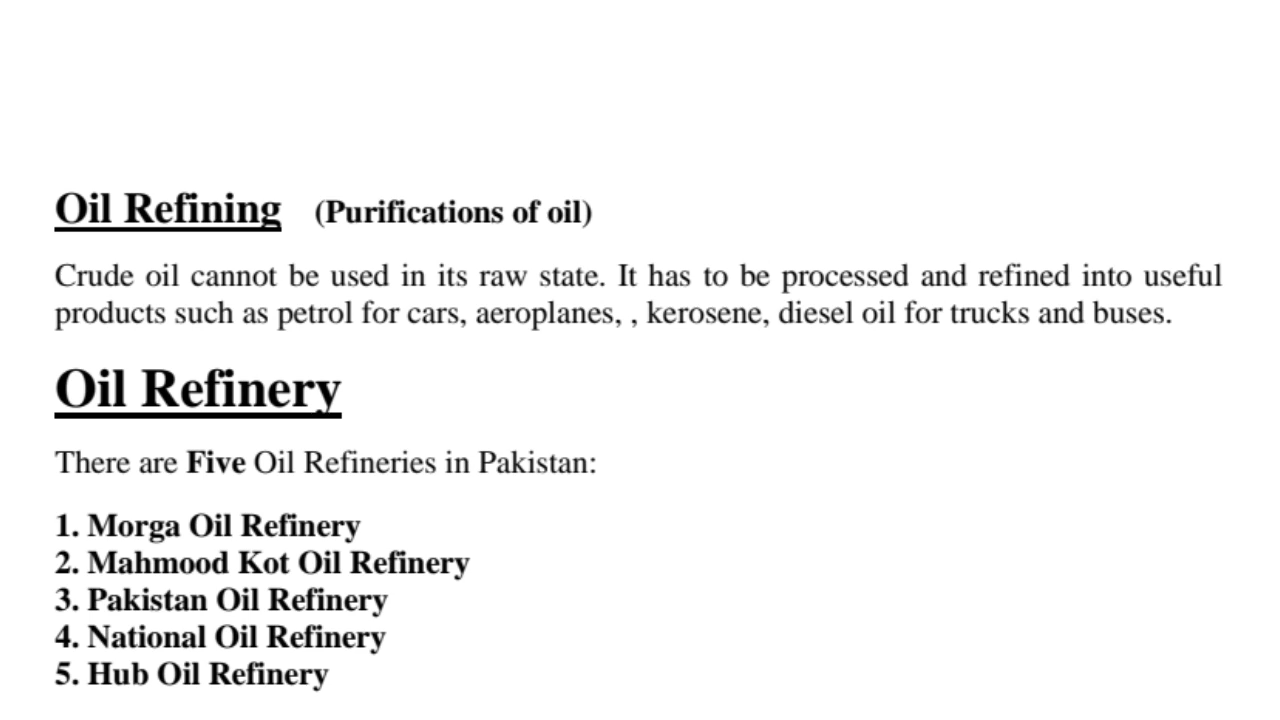 Oil Refining (Purifications of oil)
Crude oil cannot be used in its raw state. It has to be processed and refined into useful
products such as petrol for cars, aeroplanes, , kerosene, diesel oil for trucks and buses.
Oil Refinery
There are Five Oil Refineries in Pakistan:
1. Morga Oil Refinery
2. Mahmood Kot Oil Refinery
3. Pakistan Oil Refinery
4. National Oil Refinery
5. Hub Oil Refinery